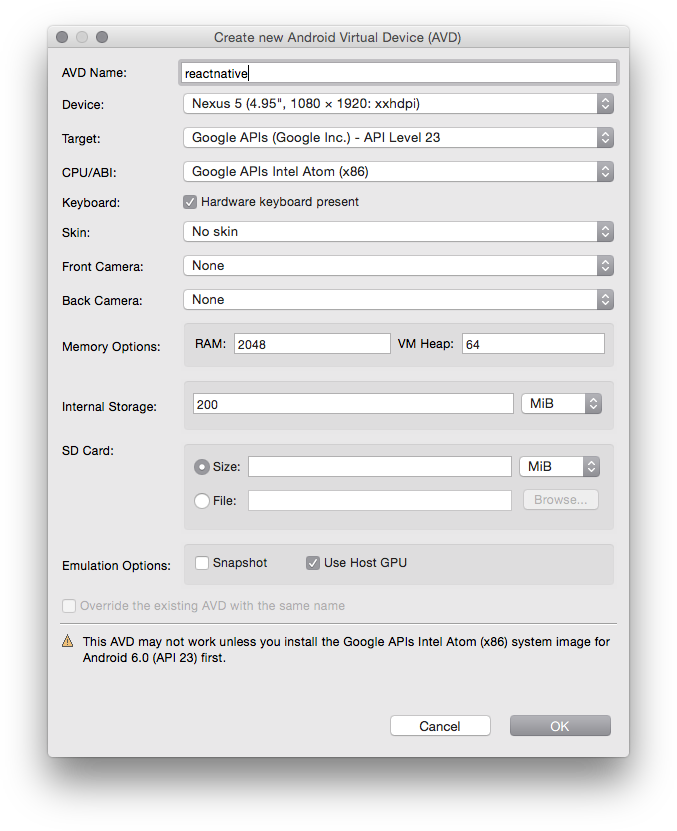 Create new Android Virtual Device (AVD)
AVD Name: reactnative
Device: Nexus 5 (4.95", 1080 × 1920: xxhdpi)
Target: Google APIs (Google Inc.) - API Level 23
CPU/ABI: Google APIs Intel Atom (x86)
Keyboard: Hardware keyboard present
Skin: No skin
Front Camera: None
Back Camera: None
Memory Options: RAM: 2048 VM Heap: 64
Internal Storage: 200 MiB
SD Card:
Size: MiB
File: Browse...
Emulation Options: Snapshot Use Host GPU
Override the existing AVD with the same name
This AVD may not work unless you install the Google APIs Intel Atom (x86) system image for
Android 6.0 (API 23) first.
Cancel OK